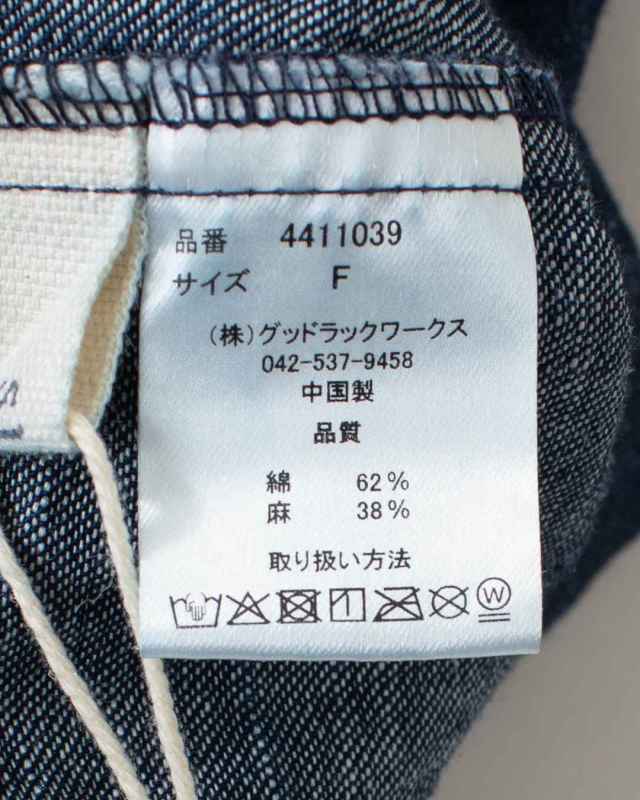 品番 4411039
サイズ F
(株)グッドラックワークス
042-537-9458
中国製
品質
綿 62%
麻 38%
取り扱い方法
W